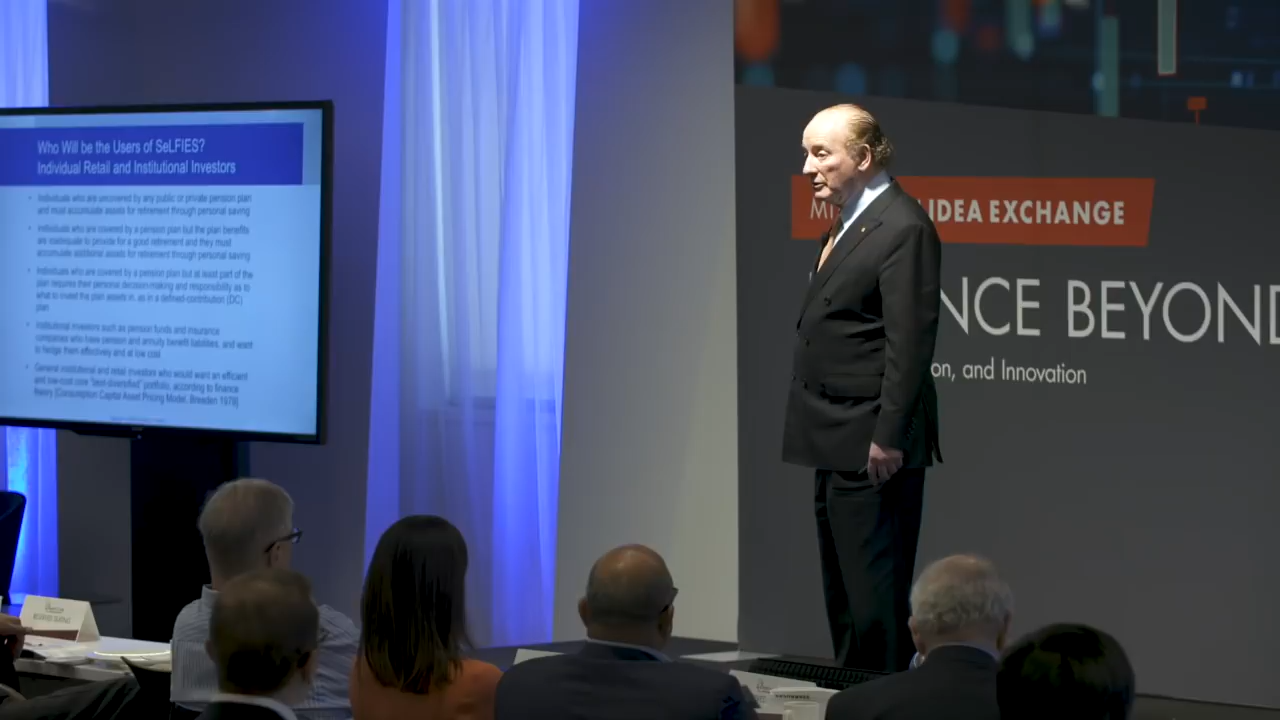 Who Will be the Users of SeLFIES?
Individual Retail and Institutional Investors
• Individuals who are uncovered by any public or private pension plan
and must accumulate assets for retirement through personal saving
• Individuals who are covered by a pension plan but the plan benefits
are inadequate to provide for a good retirement and they must
accumulate additional assets for retirement through personal saving
• Individuals who are covered by a pension plan but at least part of the
plan requires their personal decision-making and responsibility as to
what to invest the plan assets in, as in a defined-contribution (DC)
plan
• Institutional investors such as pension funds and insurance
companies who have pension and annuity benefit liabilities, and want
to hedge them effectively and at low cost
• General institutional and retail investors who would want an efficient
and low-cost core "best-diversified" portfolio, according to finance
theory [Consumption Capital Asset Pricing Model, Breeden 1979]
IDEA EXCHANGE
NCE BEYOND
on, and Innovation